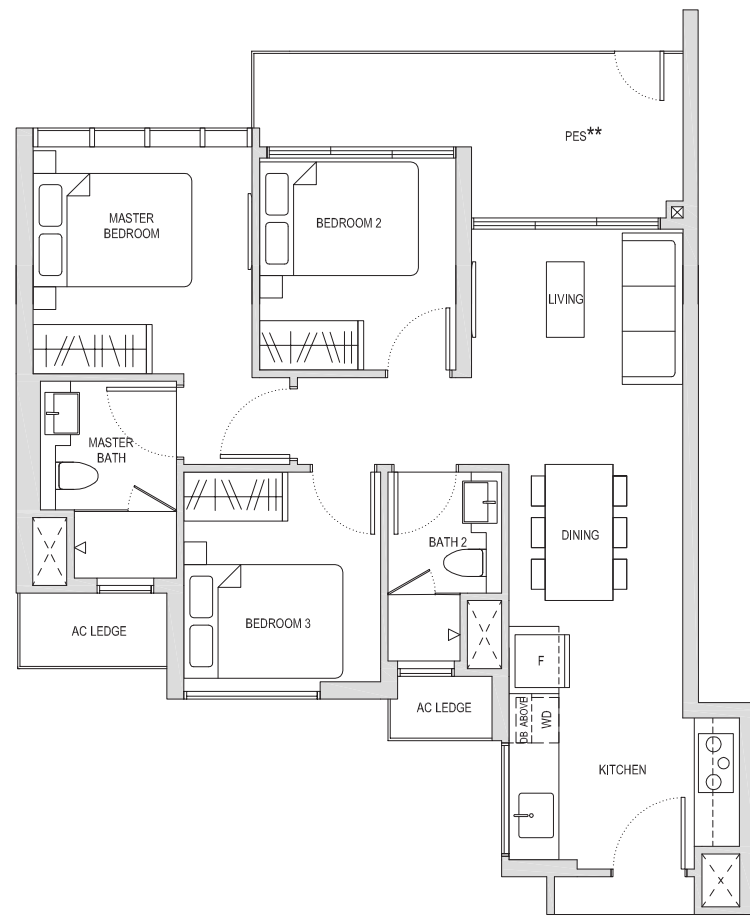 PES**
MASTER
BEDROOM
BEDROOM 2
LIVING
MASTER
BATH
BATH 2
DINING
BEDROOM 3
AC LEDGE
F
AC LEDGE
DB ABOVE
WD
KITCHEN
x